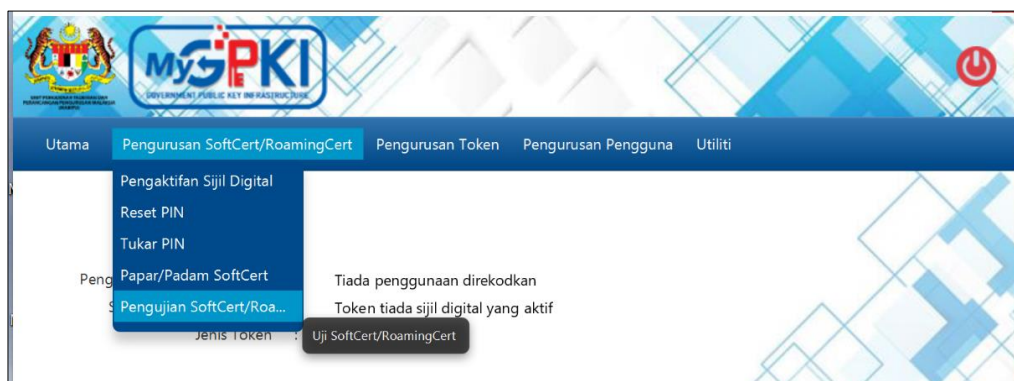 MyGPKI
GOVERNMENT PUBLIC KEY INFRASTRUCTURE
Utama Pengurusan SoftCert/RoamingCert Pengurusan Token Pengurusan Pengguna Utiliti
Pengaktifan Sijil Digital
Reset PIN
Tukar PIN
Peng Papar/Padam SoftCert Tiada penggunaan direkodkan
S Pengujian SoftCert/Roa... Token tiada sijil digital yang aktif
Jenis Token :
Uji SoftCert/RoamingCert